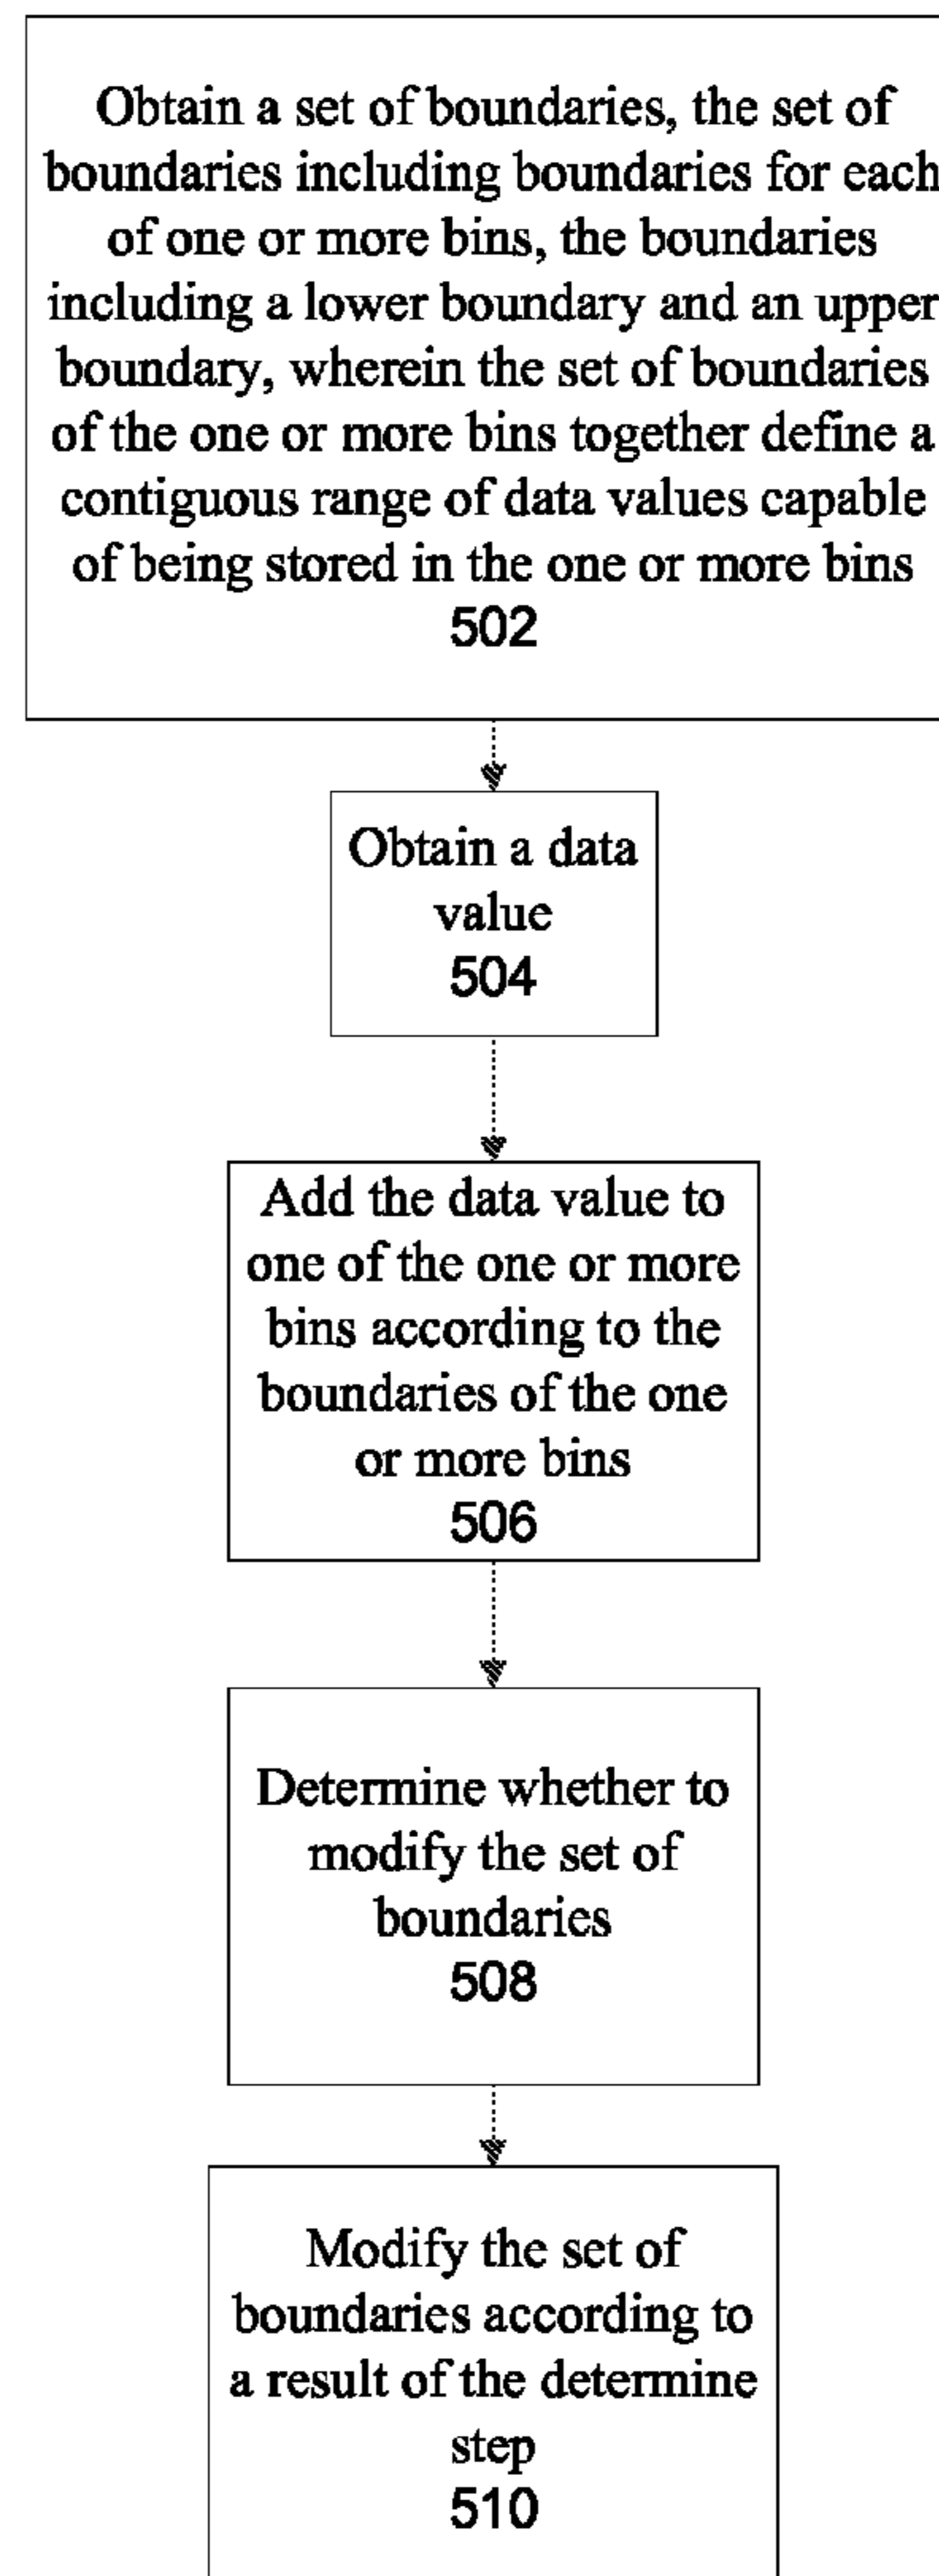 Obtain a set of boundaries, the set of
boundaries including boundaries for each
of one or more bins, the boundaries
including a lower boundary and an upper
boundary, wherein the set of boundaries
of the one or more bins together define a
contiguous range of data values capable
of being stored in the one or more bins
502
Obtain a data
value
504
Add the data value to
one of the one or more
bins according to the
boundaries of the one
or more bins
506
Determine whether to
modify the set of
boundaries
508
Modify the set of
boundaries according to
a result of the determine
step
510